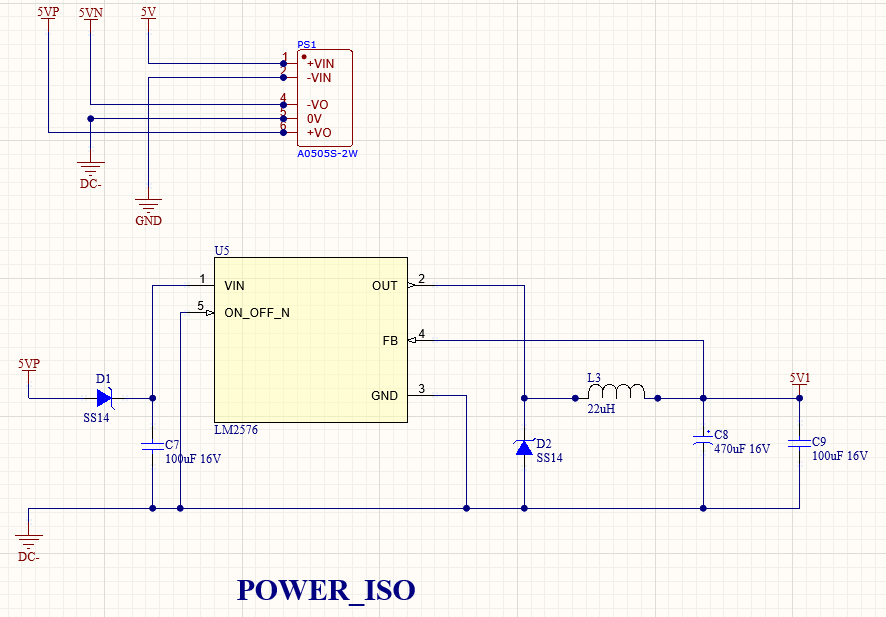 5VP 5VN 5V
PS1
1 +VIN
2 -VIN
4 -VO
5 0V
6 +VO
A0505S-2W
DC-
GND
U5
1 VIN OUT 2
5 ON_OFF_N
FB 4
5VP
D1
SS14
GND 3
LM2576
L3
22uH
5V1
C7
100uF 16V
D2
SS14
C8
470uF 16V
C9
100uF 16V
DC-
POWER_ISO